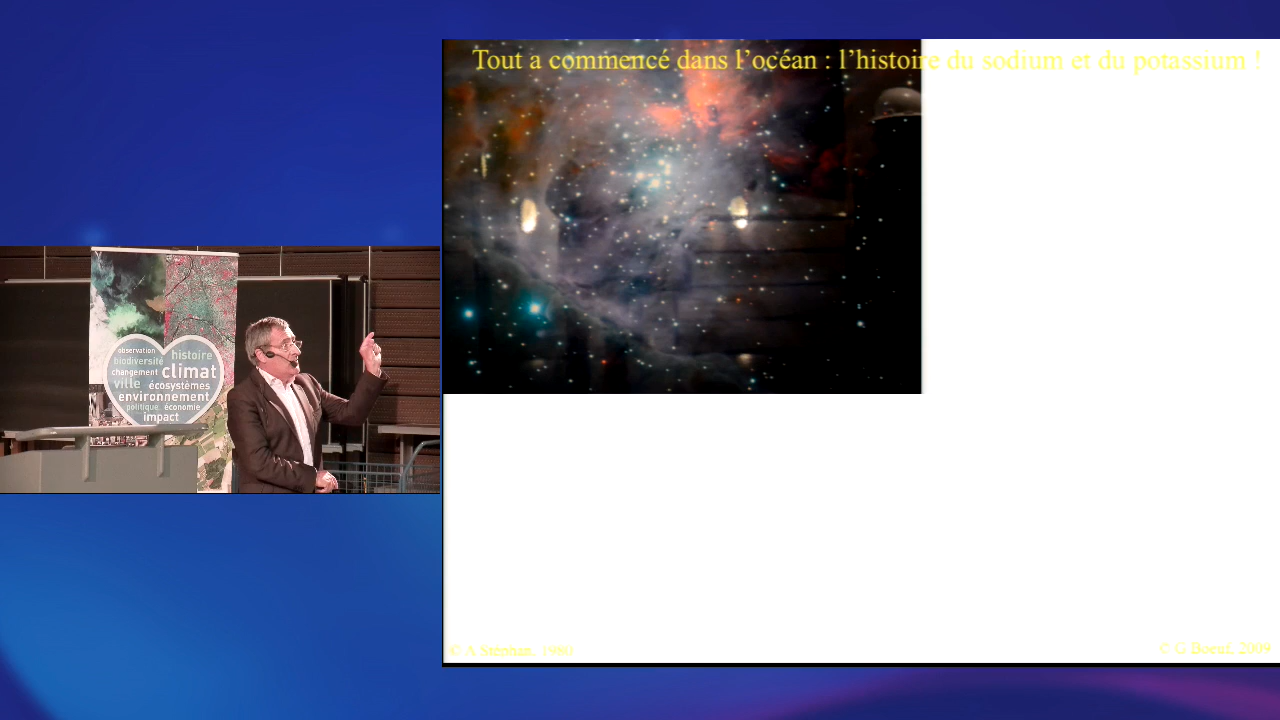 Tout a commencé dans l’océan : l’histoire du sodium et du potassium !
observation
histoire
biodiversité
changement climat
ville écosystèmes
environnement
politique économie
impact
© A Stéphan, 1980
© G Boeuf, 2009